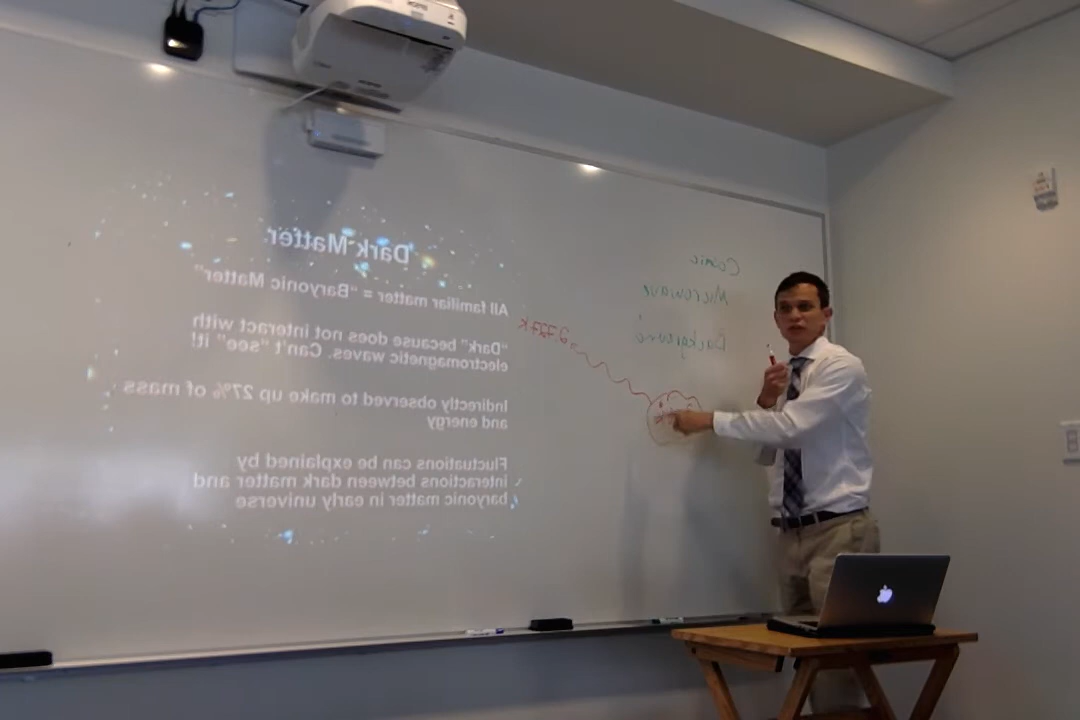 Dark Matter
All familiar matter = "Baryonic Matter"
"Dark" because does not interact with
electromagnetic waves. Can't "see" it!
Indirectly observed to make up 27% of mass
and energy
Fluctuations can be explained by
interactions between dark matter and
baryonic matter in early universe
Cosmic
Microwave
Background
EPSON